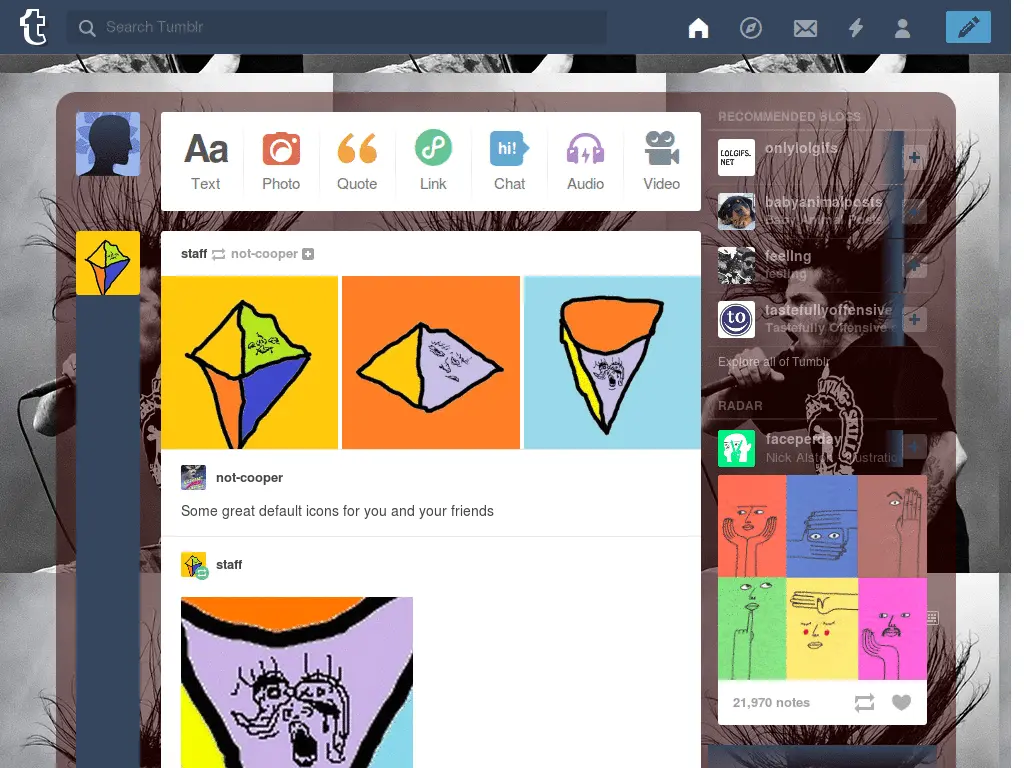 t
Search Tumblr
Aa
Text
Photo
Quote
Link
hi!
Chat
Audio
Video
staff not-cooper
not-cooper
Some great default icons for you and your friends
staff
RECOMMENDED BLOGS
LOLGIFS.
NET
onlylolgifs
babyanimalposts
Baby Animal Posts
feellng
feeling
to
tastefullyoffensive
Tastefully Offensive
Explore all of Tumblr
RADAR
faceperday
Nick Alston
21,970 notes